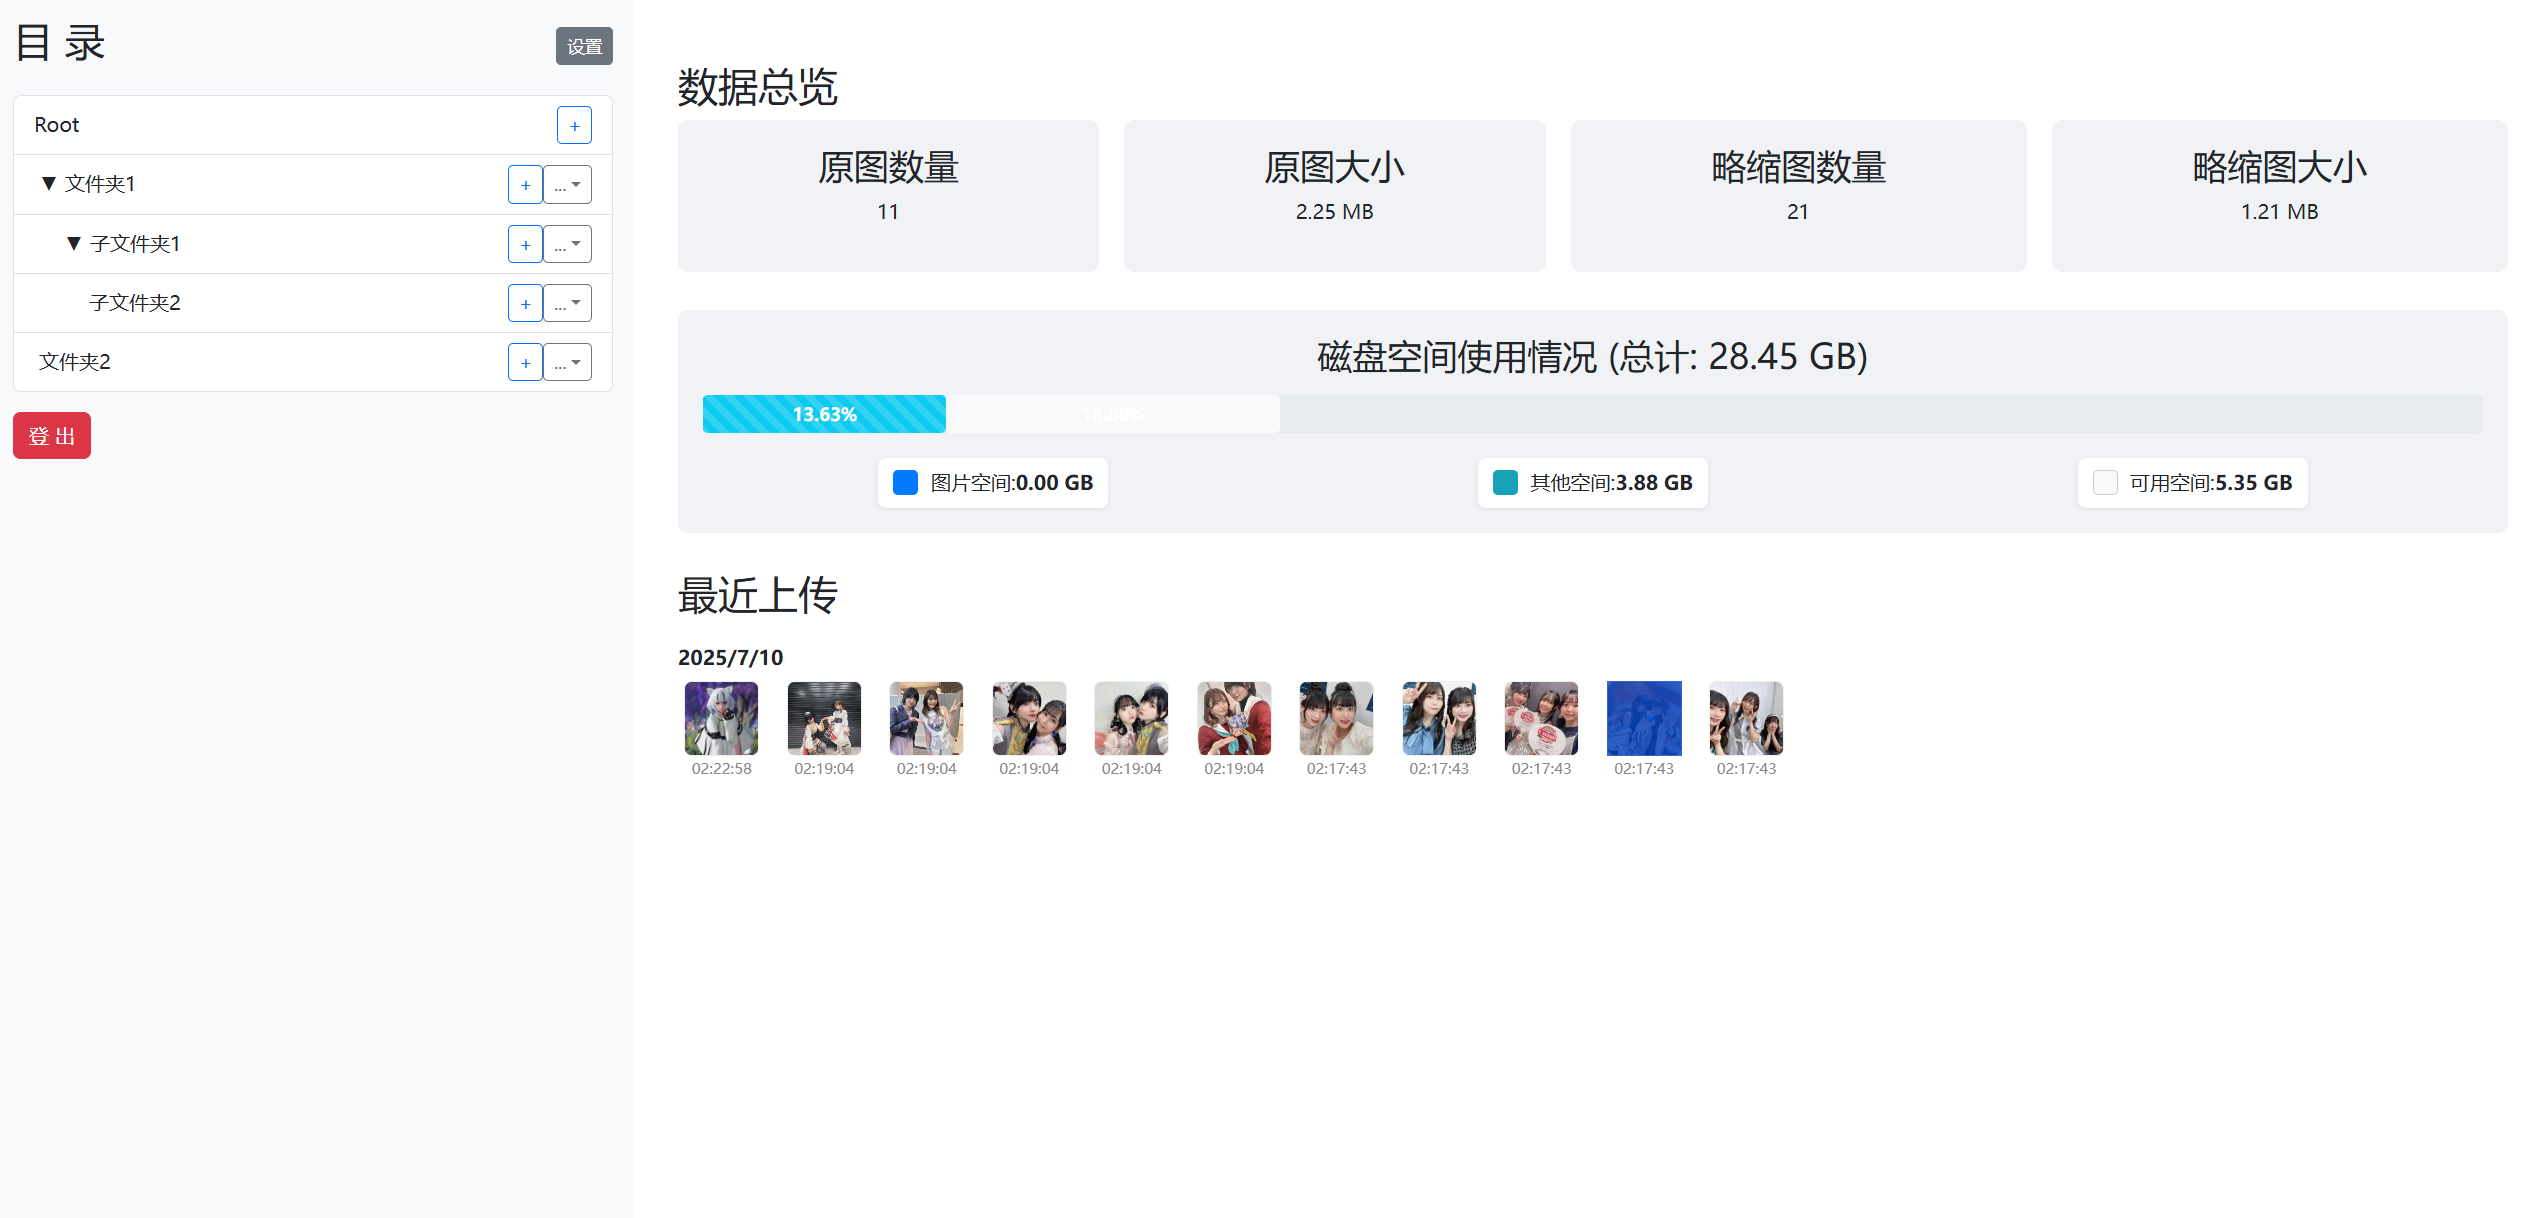 目 录
设置
Root
+
▼ 文件夹1
+
...
▼ 子文件夹1
+
...
子文件夹2
+
...
文件夹2
+
...
登 出
数据总览
原图数量
11
原图大小
2.25 MB
略缩图数量
21
略缩图大小
1.21 MB
磁盘空间使用情况 (总计: 28.45 GB)
13.63%
18.80%
图片空间:0.00 GB
其他空间:3.88 GB
可用空间:5.35 GB
最近上传
2025/7/10
02:22:58
02:19:04
02:19:04
02:19:04
02:19:04
02:19:04
02:17:43
02:17:43
02:17:43
02:17:43
02:17:43